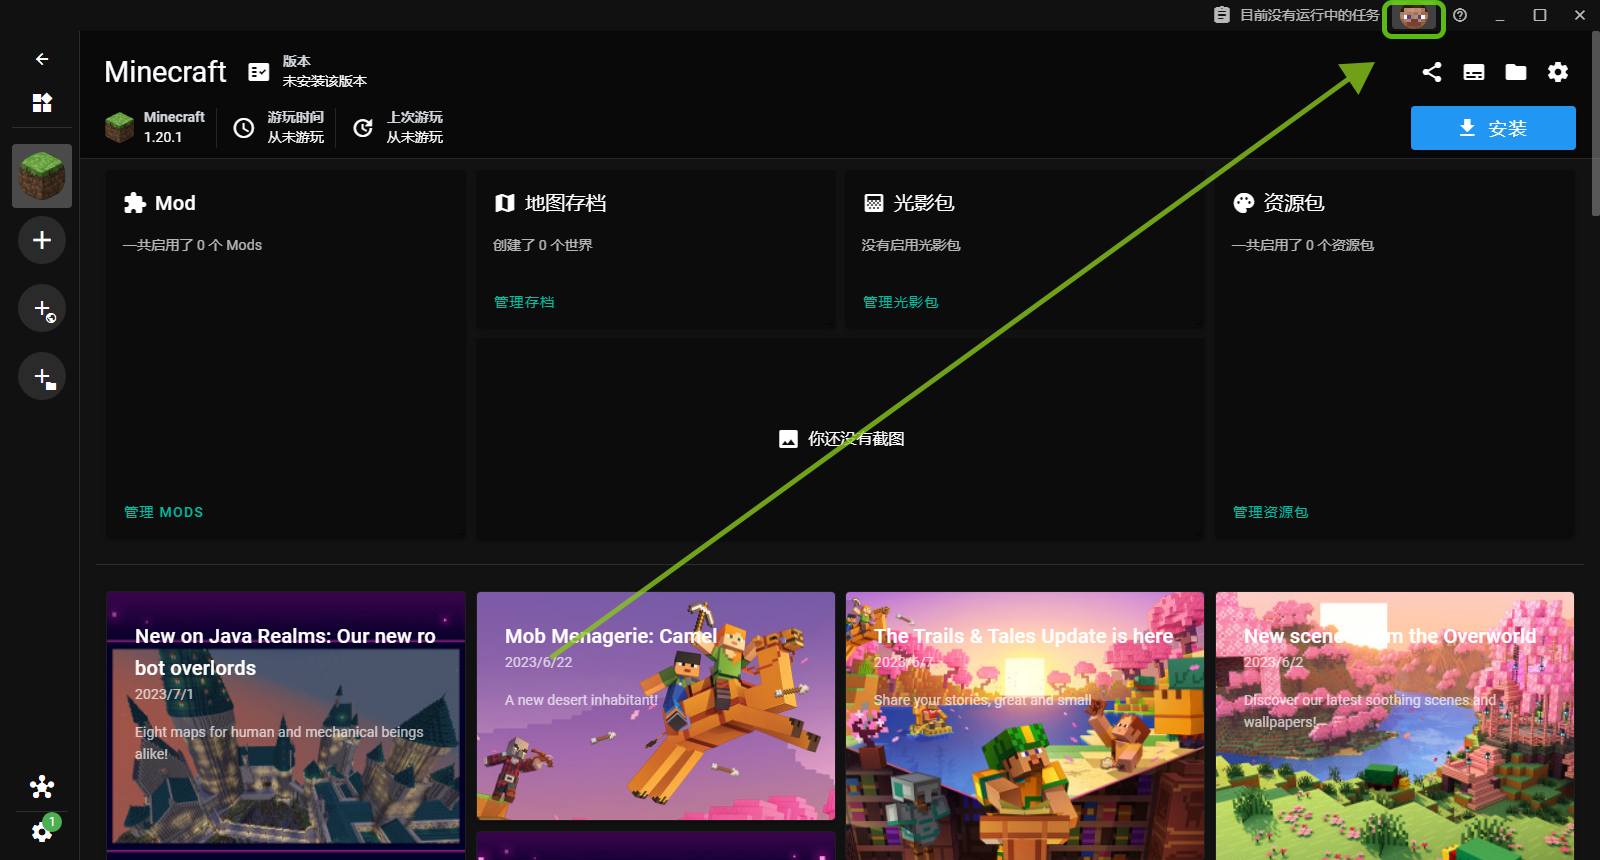 目前没有运行中的任务
Minecraft
版本
未安装该版本
Minecraft
1.20.1
游玩时间
从未游玩
上次游玩
从未游玩
安装
Mod
一共启用了 0 个 Mods
管理 MODS
地图存档
创建了 0 个世界
管理存档
光影包
没有启用光影包
管理光影包
资源包
一共启用了 0 个资源包
管理资源包
你还没有截图
New on Java Realms: Our new ro
bot overlords
2023/7/1
Eight maps for human and mechanical beings
alike!
Mob Menagerie: Camel
2023/6/22
A new desert inhabitant!
The Trails & Tales Update is here
2023/6/7
Share your stories, great and small
New scenes from the Overworld
2023/6/2
Discover our latest soothing scenes and
wallpapers!
1